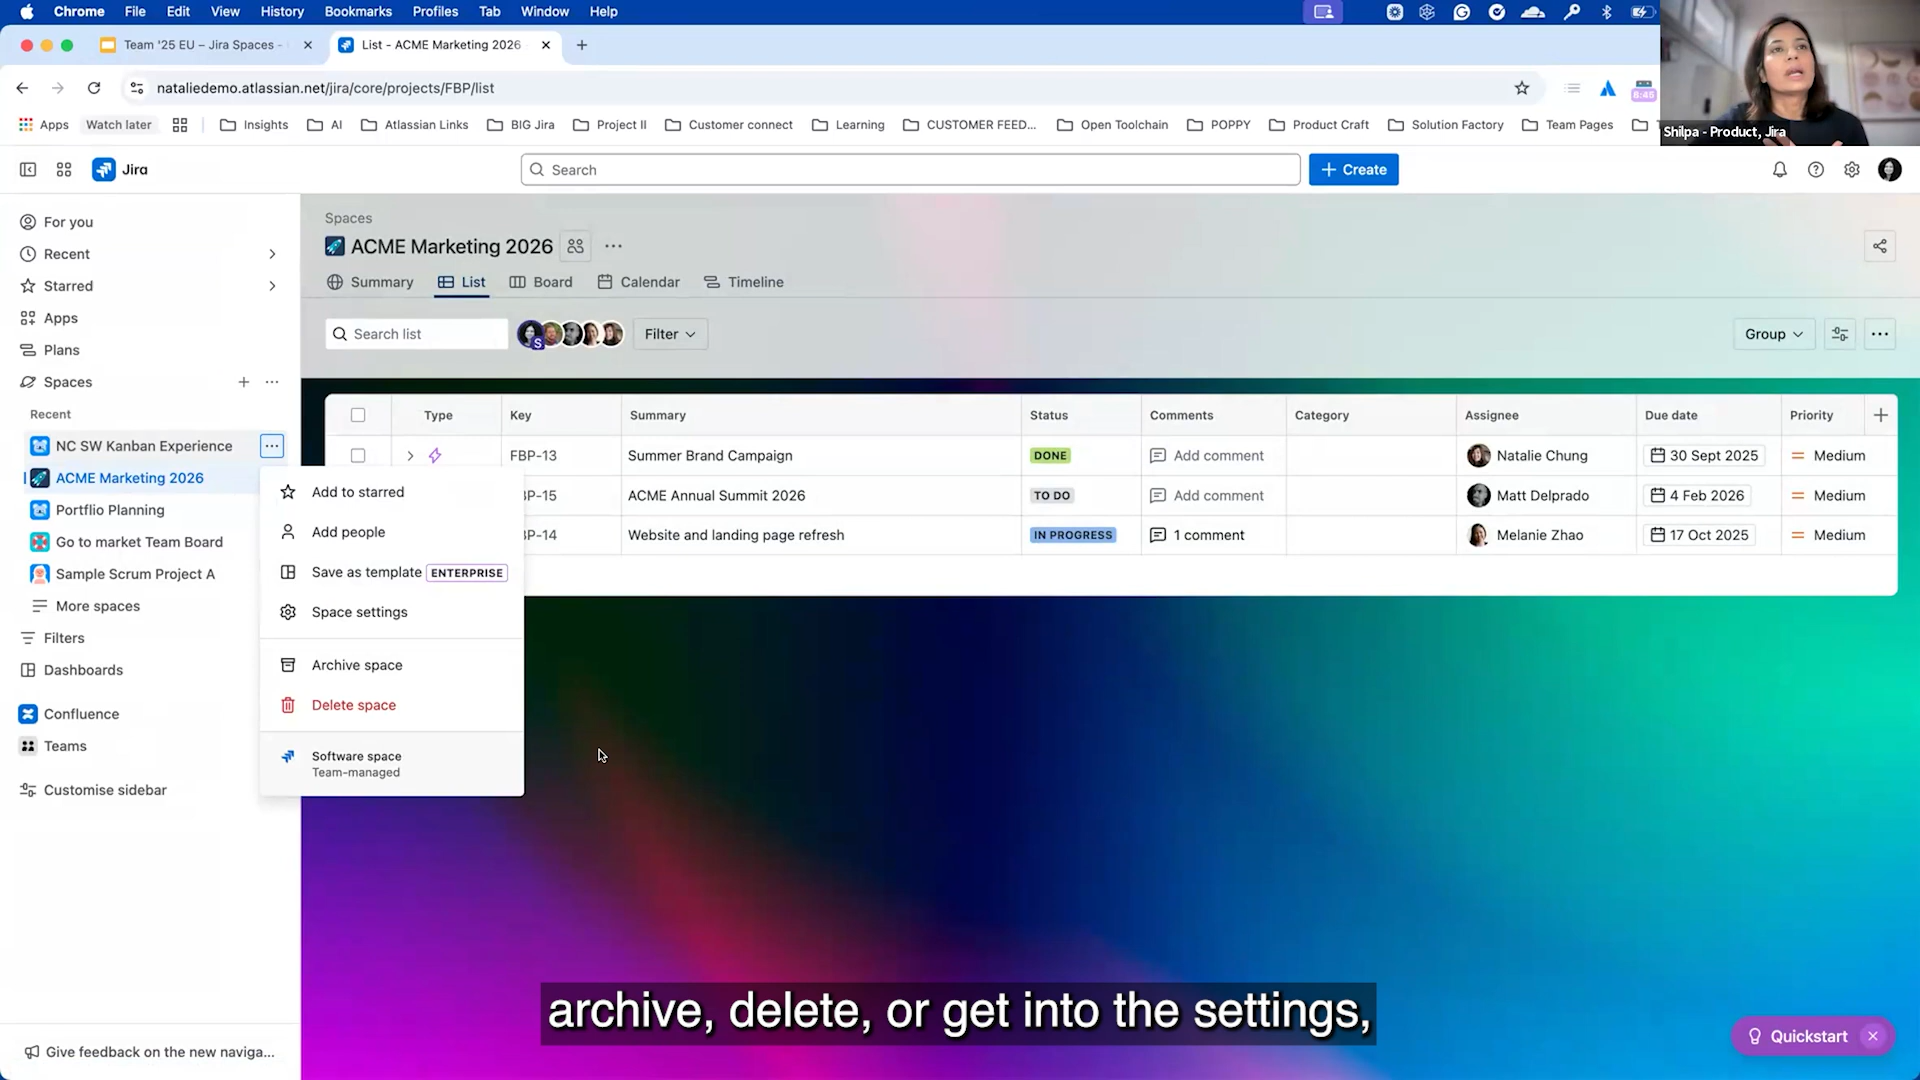 Chrome File Edit View History Bookmarks Profiles Tab Window Help
Team '25 EU – Jira Spaces -
List - ACME Marketing 2026
nataliedemo.atlassian.net/jira/core/projects/FBP/list
8:45
Apps Watch later Insights AI Atlassian Links BIG Jira Project II Customer connect Learning CUSTOMER FEED... Open Toolchain POPPY Product Craft Solution Factory Team Pages
Shilpa - Product, Jira
Jira
Search
Create
For you
Recent
Starred
Apps
Plans
Spaces
Recent
NC SW Kanban Experience
ACME Marketing 2026
Portflio Planning
Go to market Team Board
Sample Scrum Project A
More spaces
Filters
Dashboards
Confluence
Teams
Customise sidebar
Give feedback on the new naviga...
Spaces
ACME Marketing 2026
Summary List Board Calendar Timeline
Search list
S
Filter
Group
Type Key Summary Status Comments Category Assignee Due date Priority
FBP-13 Summer Brand Campaign DONE Add comment Natalie Chung 30 Sept 2025 Medium
BP-15 ACME Annual Summit 2026 TO DO Add comment Matt Delprado 4 Feb 2026 Medium
BP-14 Website and landing page refresh IN PROGRESS 1 comment Melanie Zhao 17 Oct 2025 Medium
Add to starred
Add people
Save as template ENTERPRISE
Space settings
Archive space
Delete space
Software space
Team-managed
archive, delete, or get into the settings,
Quickstart